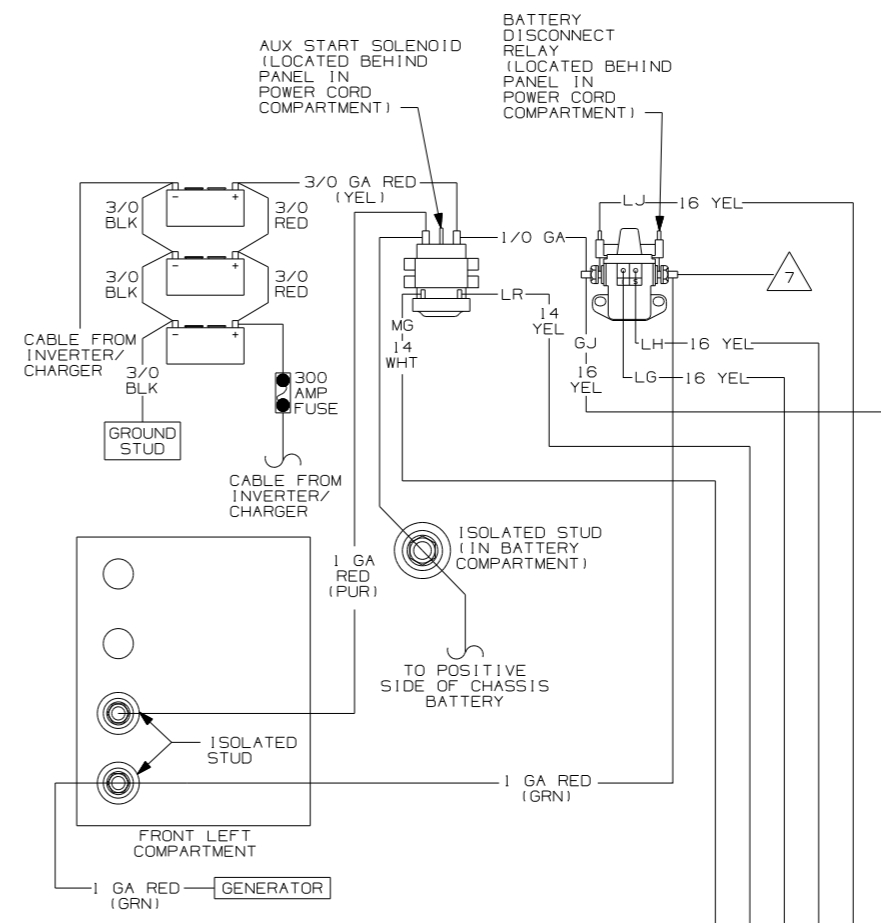 BATTERY
DISCONNECT
RELAY
(LOCATED BEHIND
PANEL IN
POWER CORD
COMPARTMENT)
AUX START SOLENOID
(LOCATED BEHIND
PANEL IN
POWER CORD
COMPARTMENT)
3/0 GA RED
(YEL)
LJ 16 YEL
3/0
BLK
3/0
RED
- +
1/0 GA
7
3/0
BLK
3/0
RED
- +
LR
14
YEL
MG
14
WHT
- +
CABLE FROM
INVERTER/
CHARGER
3/0
BLK
S
GJ
16
YEL
LH 16 YEL
LG 16 YEL
300
AMP
FUSE
GROUND
STUD
CABLE FROM
INVERTER/
CHARGER
ISOLATED STUD
(IN BATTERY
COMPARTMENT)
1 GA
RED
(PUR)
TO POSITIVE
SIDE OF CHASSIS
BATTERY
ISOLATED
STUD
1 GA RED
(GRN)
FRONT LEFT
COMPARTMENT
1 GA RED
(GRN)
GENERATOR